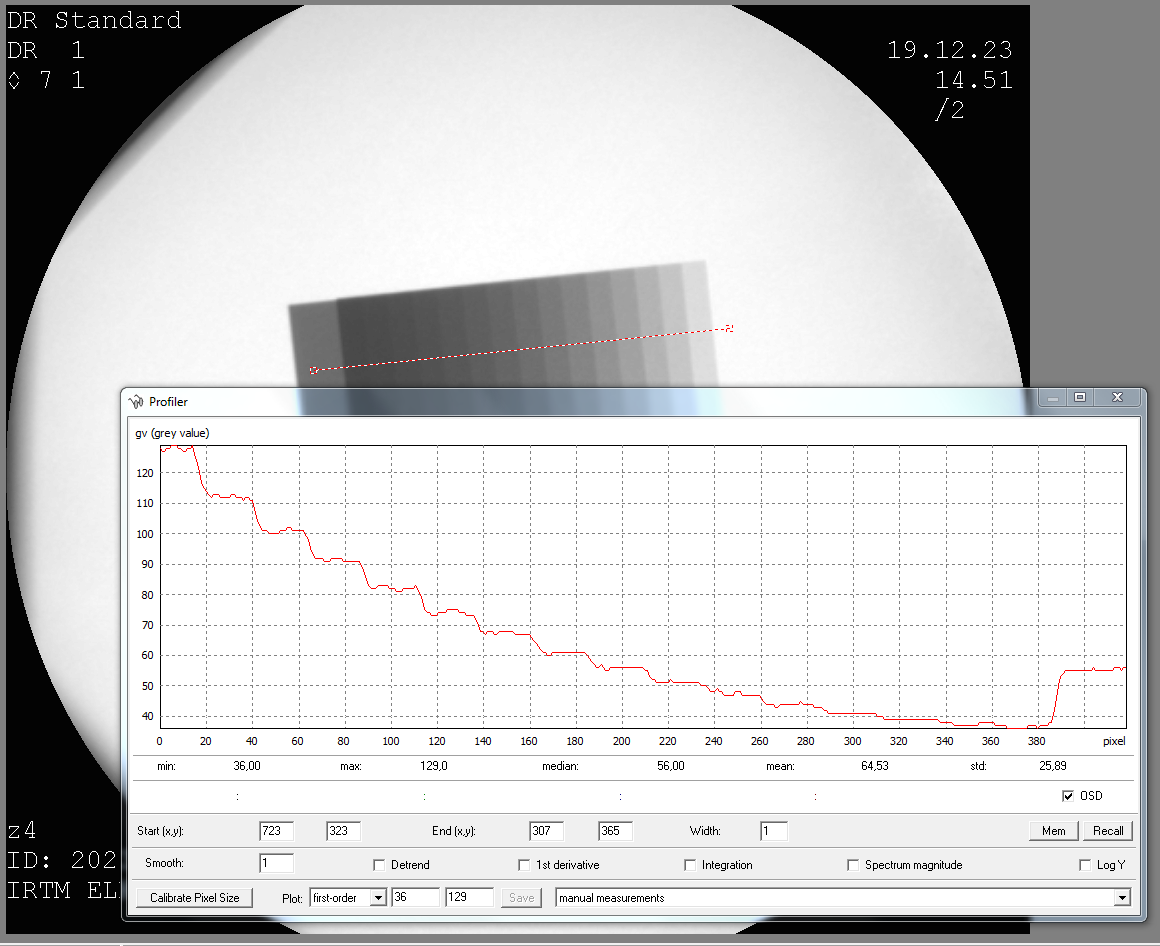 DR Standard
DR 1
◊ 7 1
19.12.23
14.51
/2
Profiler
gv (grey value)
120
110
100
90
80
70
60
50
40
0 20 40 60 80 100 120 140 160 180 200 220 240 260 280 300 320 340 360 380 pixel
min: 36,00 max: 129,0 median: 56,00 mean: 64,53 std: 25,89
: : : : OSD
Start (x,y): 723 323 End (x,y): 307 365 Width: 1 Mem Recall
Smooth: 1 Detrend 1st derivative Integration Spectrum magnitude Log Y
Calibrate Pixel Size Plot: first-order 36 129 Save manual measurements
z4
ID: 202
IRTM EL